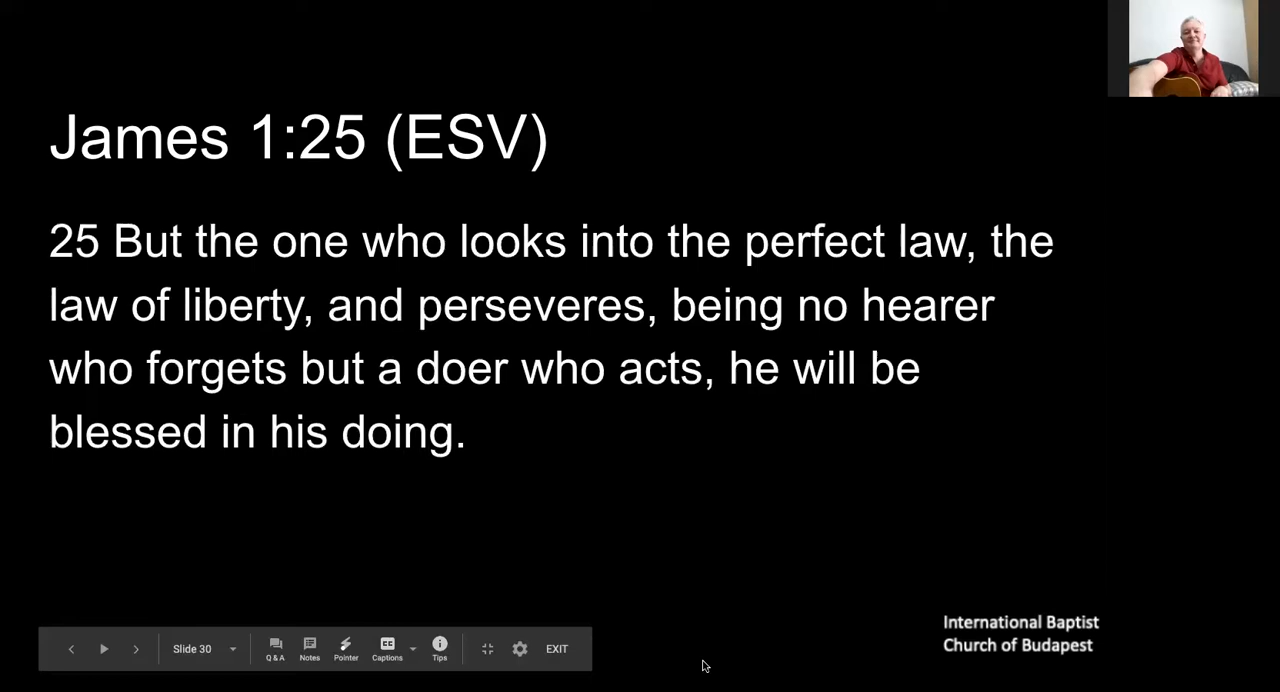 James 1:25 (ESV)
25 But the one who looks into the perfect law, the
law of liberty, and perseveres, being no hearer
who forgets but a doer who acts, he will be
blessed in his doing.
International Baptist
Church of Budapest
Slide 30
Q & A
Notes
Pointer
CC
Captions
Tips
EXIT